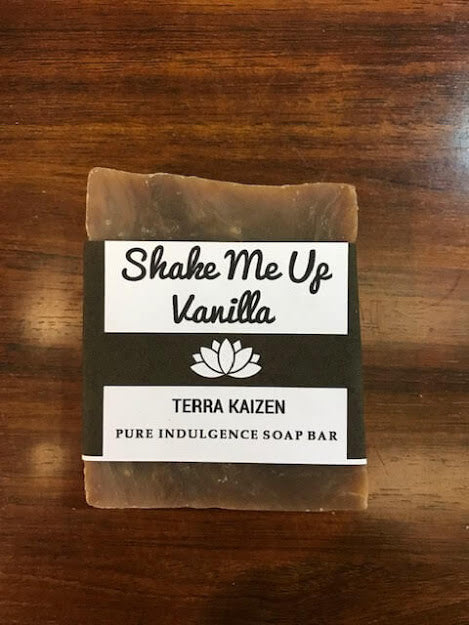 Shake Me Up
Vanilla
TERRA KAIZEN
PURE INDULGENCE SOAP BAR